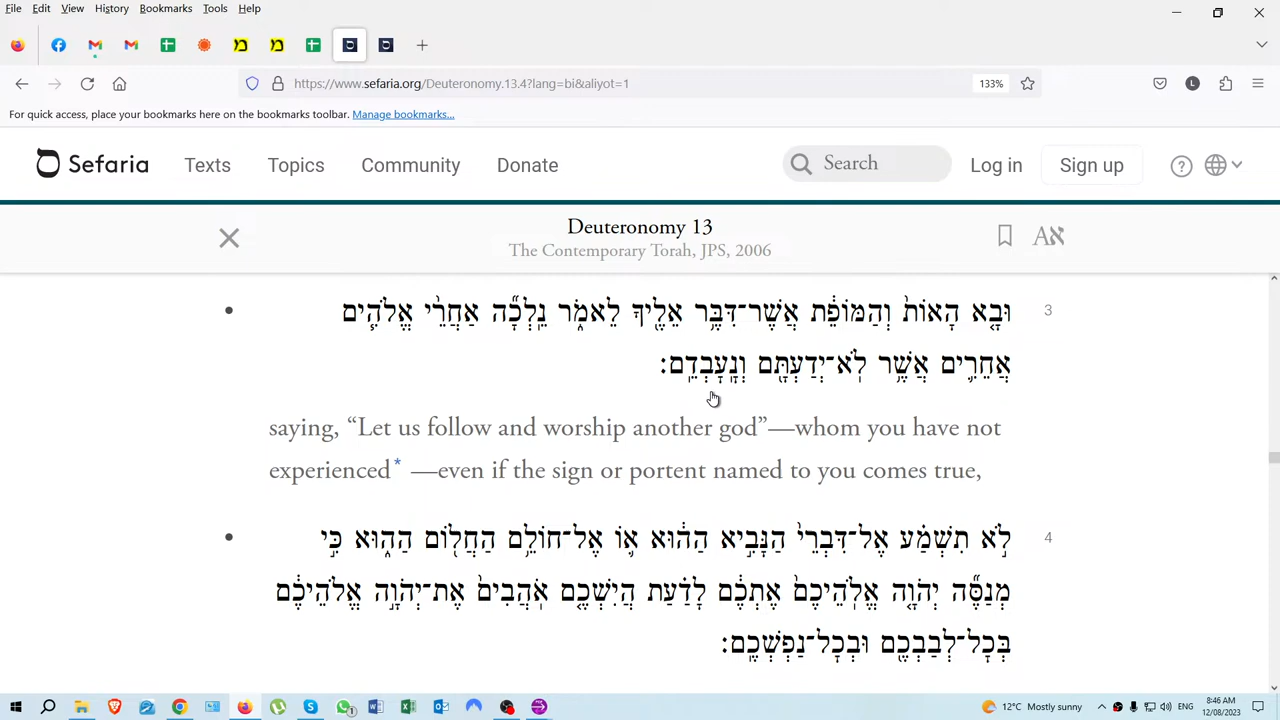 File Edit View History Bookmarks Tools Help
https://www.sefaria.org/Deuteronomy.13.4?lang=bi&aliyot=1
133%
For quick access, place your bookmarks here on the bookmarks toolbar. Manage bookmarks...
Sefaria Texts Topics Community Donate Search Log in Sign up
Deuteronomy 13
The Contemporary Torah, JPS, 2006
3
וּבָ֤א הָאוֹת֙ וְהַמּוֹפֵ֔ת אֲשֶׁר־דִּבֶּ֥ר אֵלֶ֖יךָ לֵאמֹ֑ר נֵֽלְכָ֞ה אַחֲרֵ֨י אֱלֹהִ֧ים
אֲחֵרִ֛ים אֲשֶׁ֥ר לֹֽא־יְדַעְתָּ֖ם וְנׇֽעׇבְדֵֽם׃
saying, “Let us follow and worship another god”—whom you have not
experienced* —even if the sign or portent named to you comes true,
4
לֹ֣א תִשְׁמַ֗ע אֶל־דִּבְרֵי֙ הַנָּבִ֣יא הַה֔וּא א֛וֹ אֶל־חוֹלֵ֥ם הַחֲל֖וֹם הַה֑וּא כִּ֣י
מְנַסֶּ֞ה יְהֹוָ֤ה אֱלֹֽהֵיכֶם֙ אֶתְכֶ֔ם לָדַ֗עַת הֲיִשְׁכֶ֤ם אֹֽהֲבִים֙ אֶת־יְהֹוָ֣ה אֱלֹהֵיכֶ֔ם
בְּכׇל־לְבַבְכֶ֖ם וּבְכׇל־נַפְשְׁכֶֽם׃
12°C Mostly sunny
ENG
8:46 AM
12/08/2023